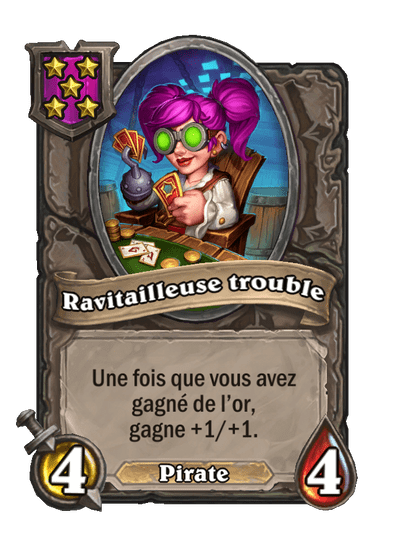 Ravitailleuse trouble
Une fois que vous avez
gagné de l'or,
gagne +1/+1.
4
Pirate
4